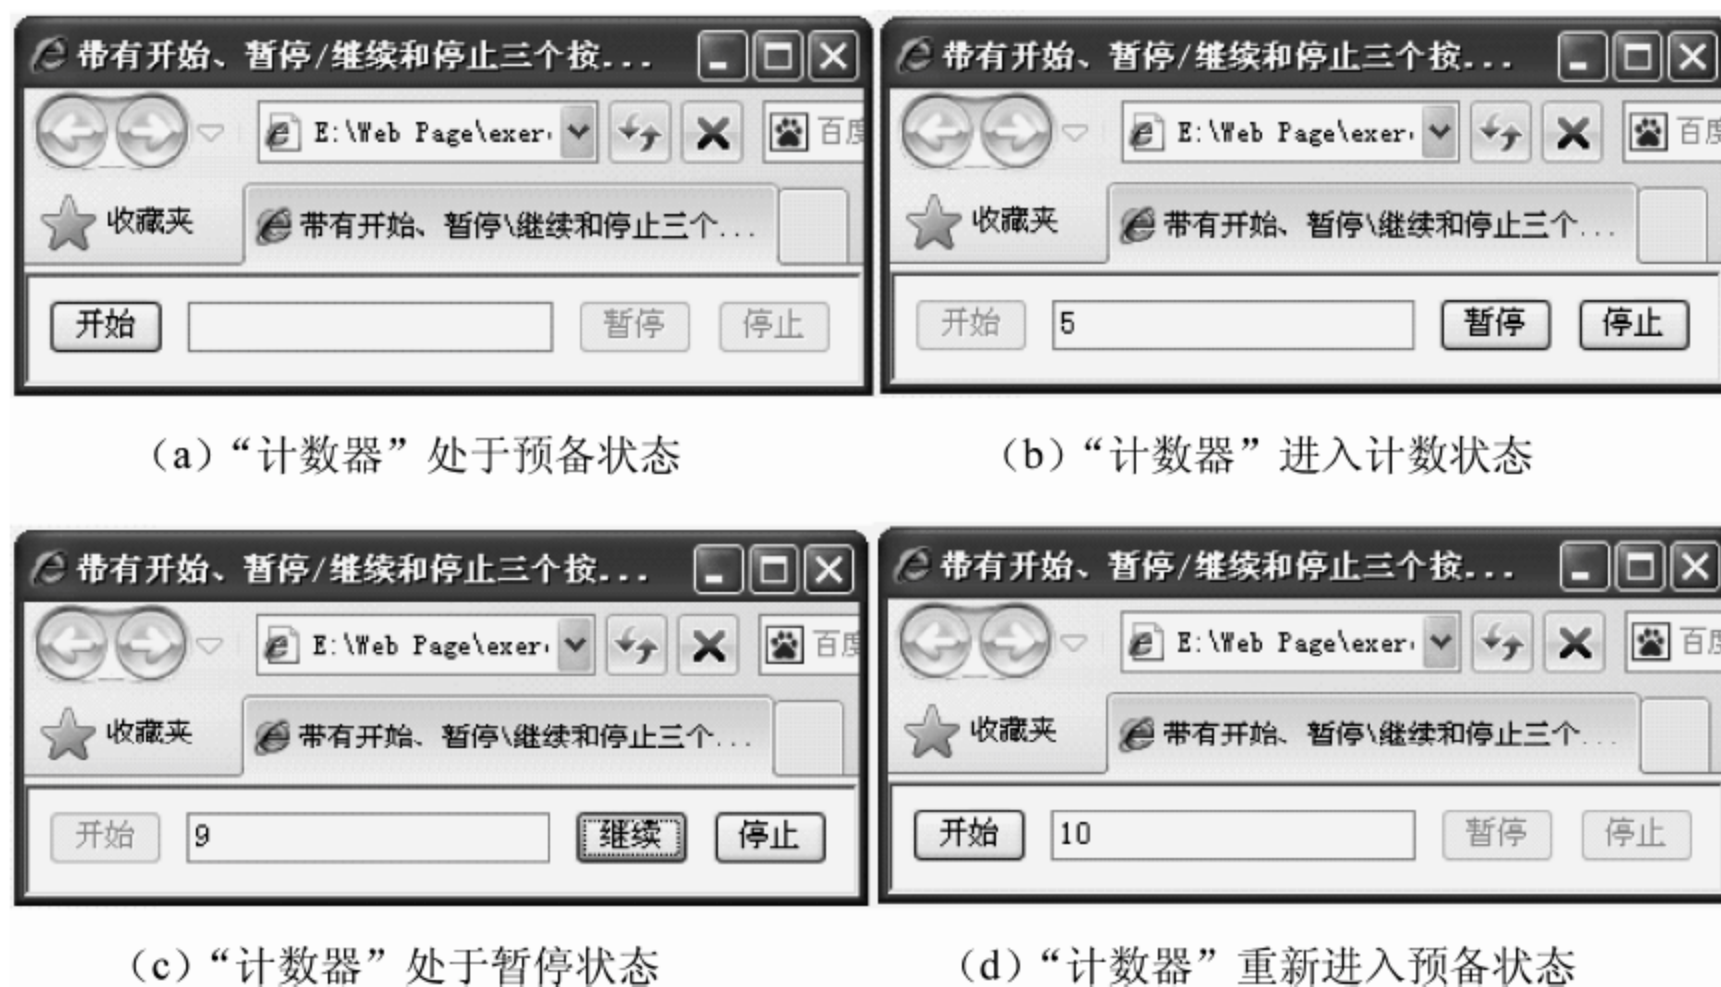 带有开始、暂停/继续和停止三个按...
E:\Web Page\exer
百度
收藏夹
带有开始、暂停\继续和停止三个...
开始
暂停
停止
(a)“计数器”处于预备状态
带有开始、暂停/继续和停止三个按...
E:\Web Page\exer
百度
收藏夹
带有开始、暂停\继续和停止三个...
开始
5
暂停
停止
(b)“计数器”进入计数状态
带有开始、暂停/继续和停止三个按...
E:\Web Page\exer
百度
收藏夹
带有开始、暂停\继续和停止三个...
开始
9
继续
停止
(c)“计数器”处于暂停状态
带有开始、暂停/继续和停止三个按...
E:\Web Page\exer
百度
收藏夹
带有开始、暂停\继续和停止三个...
开始
10
暂停
停止
(d)“计数器”重新进入预备状态